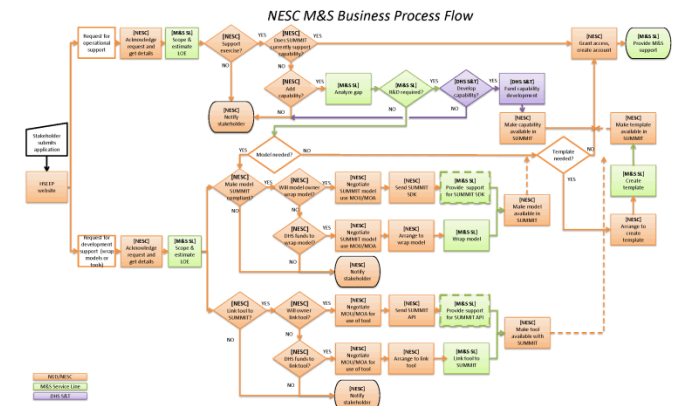 NESC M&S Business Process Flow
Request for
operational
support
[NESC]
Acknowledge
request and get
details
[M&S SL]
Scope &
estimate
LOE
[NESC]
Support
exercise?
YES
[NESC]
Does SUMMIT
currently support
capability?
YES
[NESC]
Grant access,
create account
[M&S SL]
Provide M&S
support
NO
NO
[NESC]
Add
capability?
YES
[M&S SL]
Analyze gap
[M&S SL]
R&D required?
YES
[DHS S&T]
Develop
capability?
YES
[DHS S&T]
Fund capability
development
NO
NO
NO
[NESC]
Notify
stakeholder
[NESC]
Make capability
available in
SUMMIT
[NESC]
Make template
available in
SUMMIT
Stakeholder
submits
application
HSEEP
website
YES
Model needed?
NO
Template
needed?
NO
YES
[M&S SL]
Create
template
[NESC]
Arrange to
create
template
[NESC]
Make model
SUMMIT
compliant?
YES
[NESC]
Will model owner
wrap model?
YES
[NESC]
Negotiate
SUMMIT model
use MOU/MOA
[NESC]
Send SUMMIT
SDK
[M&S SL]
Provide support
for SUMMIT SDK
[NESC]
Make model
available in
SUMMIT
NO
NO
[NESC]
DHS funds to
wrap model?
YES
[NESC]
Negotiate
SUMMIT model
use MOU/MOA
[NESC]
Arrange to
wrap model
[M&S SL]
Wrap model
NO
[NESC]
Notify
stakeholder
Request for
development
support (wrap
models or
tools)
[NESC]
Acknowledge
request and get
details
[M&S SL]
Scope &
estimate
LOE
[NESC]
Link tool to
SUMMIT?
YES
[NESC]
Will owner
link tool?
YES
[NESC]
Negotiate
MOU/MOA for
use of tool
[NESC]
Send SUMMIT
API
[M&S SL]
Provide support
for SUMMIT API
[NESC]
Make tool
available with
SUMMIT
NO
NO
[NESC]
DHS funds to
link tool?
YES
[NESC]
Negotiate
MOU/MOA for
use of tool
[NESC]
Arrange to link
tool
[M&S SL]
Link tool to
SUMMIT
NO
[NESC]
Notify
stakeholder
NED/NESC
M&S Service Line
DHS S&T